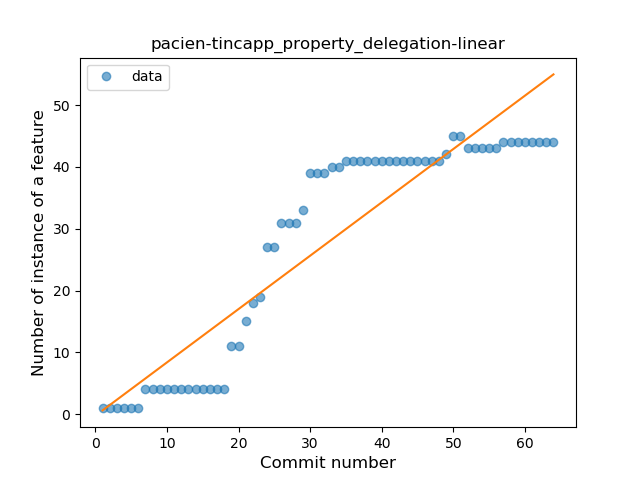 pacien-tincapp_property_delegation-linear
data
Number of instance of a feature
50
40
30
20
10
0
0 10 20 30 40 50 60
Commit number